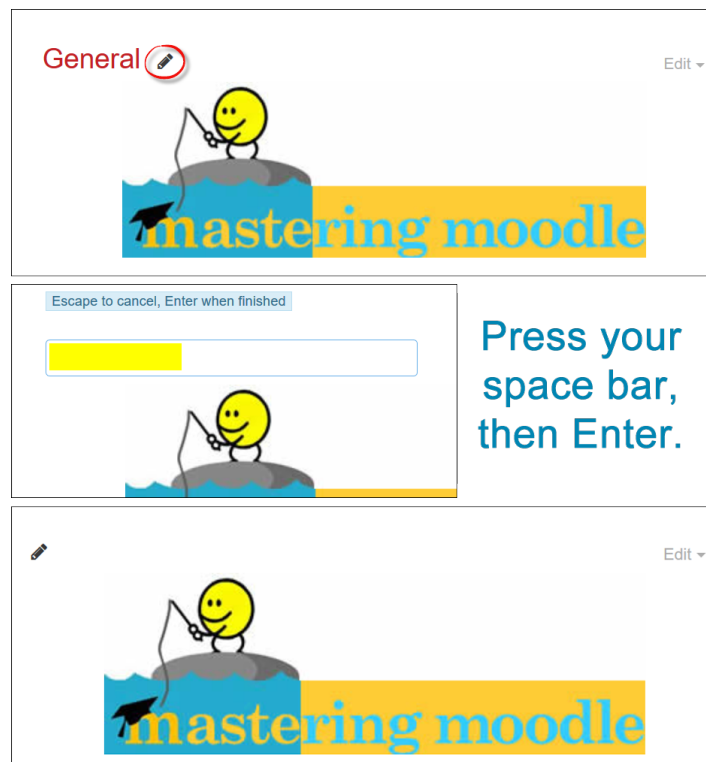 General
Edit
mastering moodle
Escape to cancel, Enter when finished
Press your
space bar,
then Enter.
Edit
mastering moodle